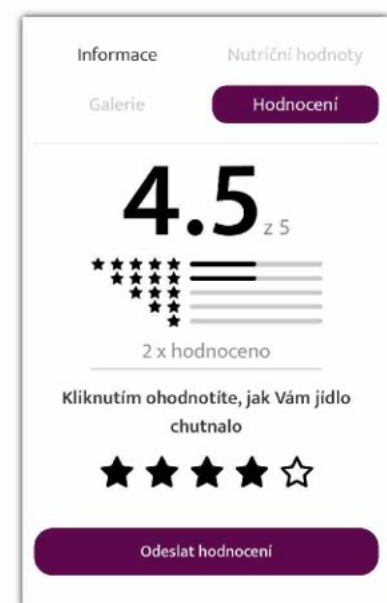 Informace
Nutriční hodnoty
Galerie
Hodnocení
4.5 z 5
2 x hodnoceno
Kliknutím ohodnotíte, jak Vám jídlo
chutnalo
Odeslat hodnocení